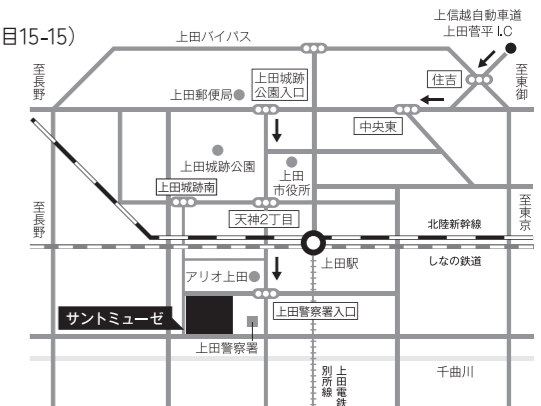 目15-15)
上信越自動車道
上田菅平 I.C
上田バイパス
至長野
上田城跡
公園入口
住吉
至東御
上田郵便局
中央東
上田城跡公園
上田
市役所
上田城跡南
天神2丁目
至長野
至東京
北陸新幹線
上田駅
しなの鉄道
アリオ上田
サントミューゼ
上田警察署入口
上田警察署
上田電鉄
別所線
千曲川